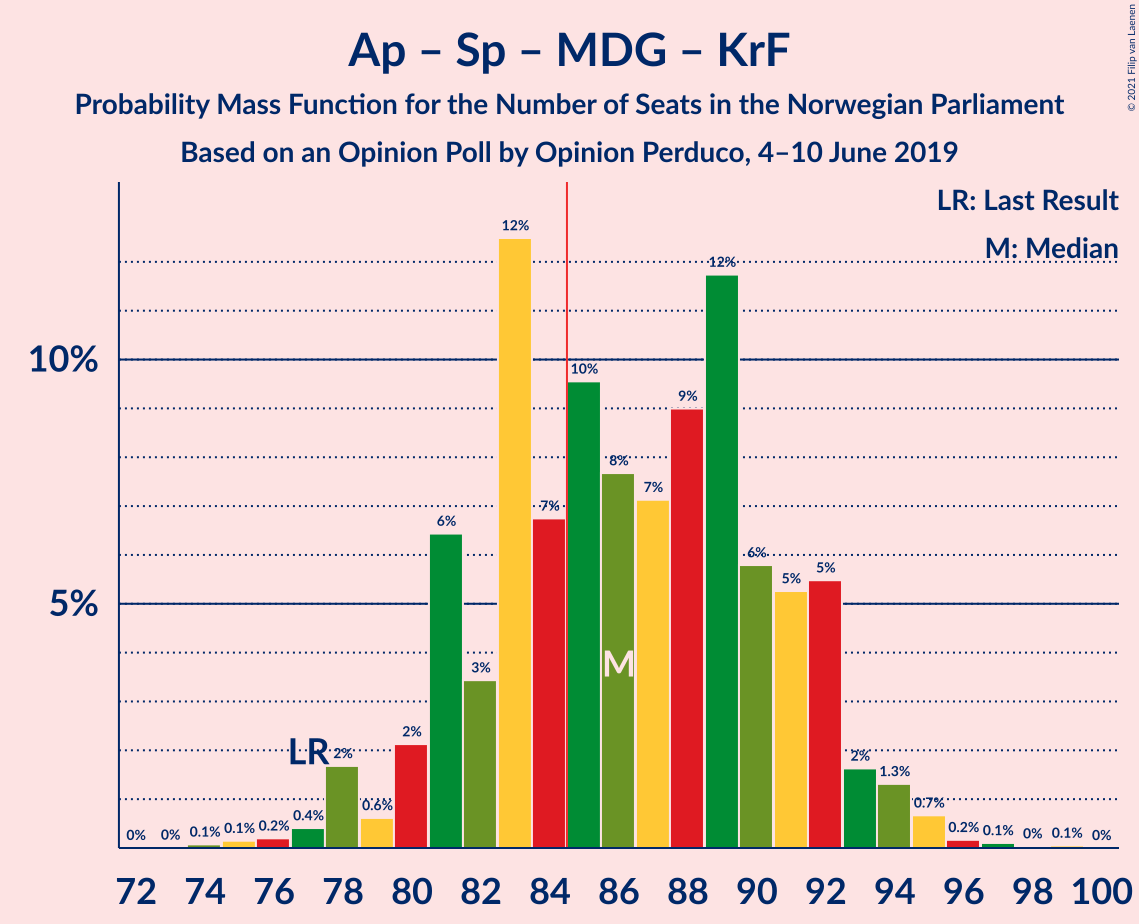 Ap – Sp – MDG – KrF
Probability Mass Function for the Number of Seats in the Norwegian Parliament
Based on an Opinion Poll by Opinion Perduco, 4–10 June 2019
© 2021 Filip van Laenen
LR: Last Result
M: Median
10%
5%
0% 0% 0.1% 0.1% 0.2% 0.4% 2% 0.6% 2% 6% 3% 12% 7% 10% 8% 7% 9% 12% 6% 5% 5% 2% 1.3% 0.7% 0.2% 0.1% 0% 0.1% 0%
LR
M
72 74 76 78 80 82 84 86 88 90 92 94 96 98 100